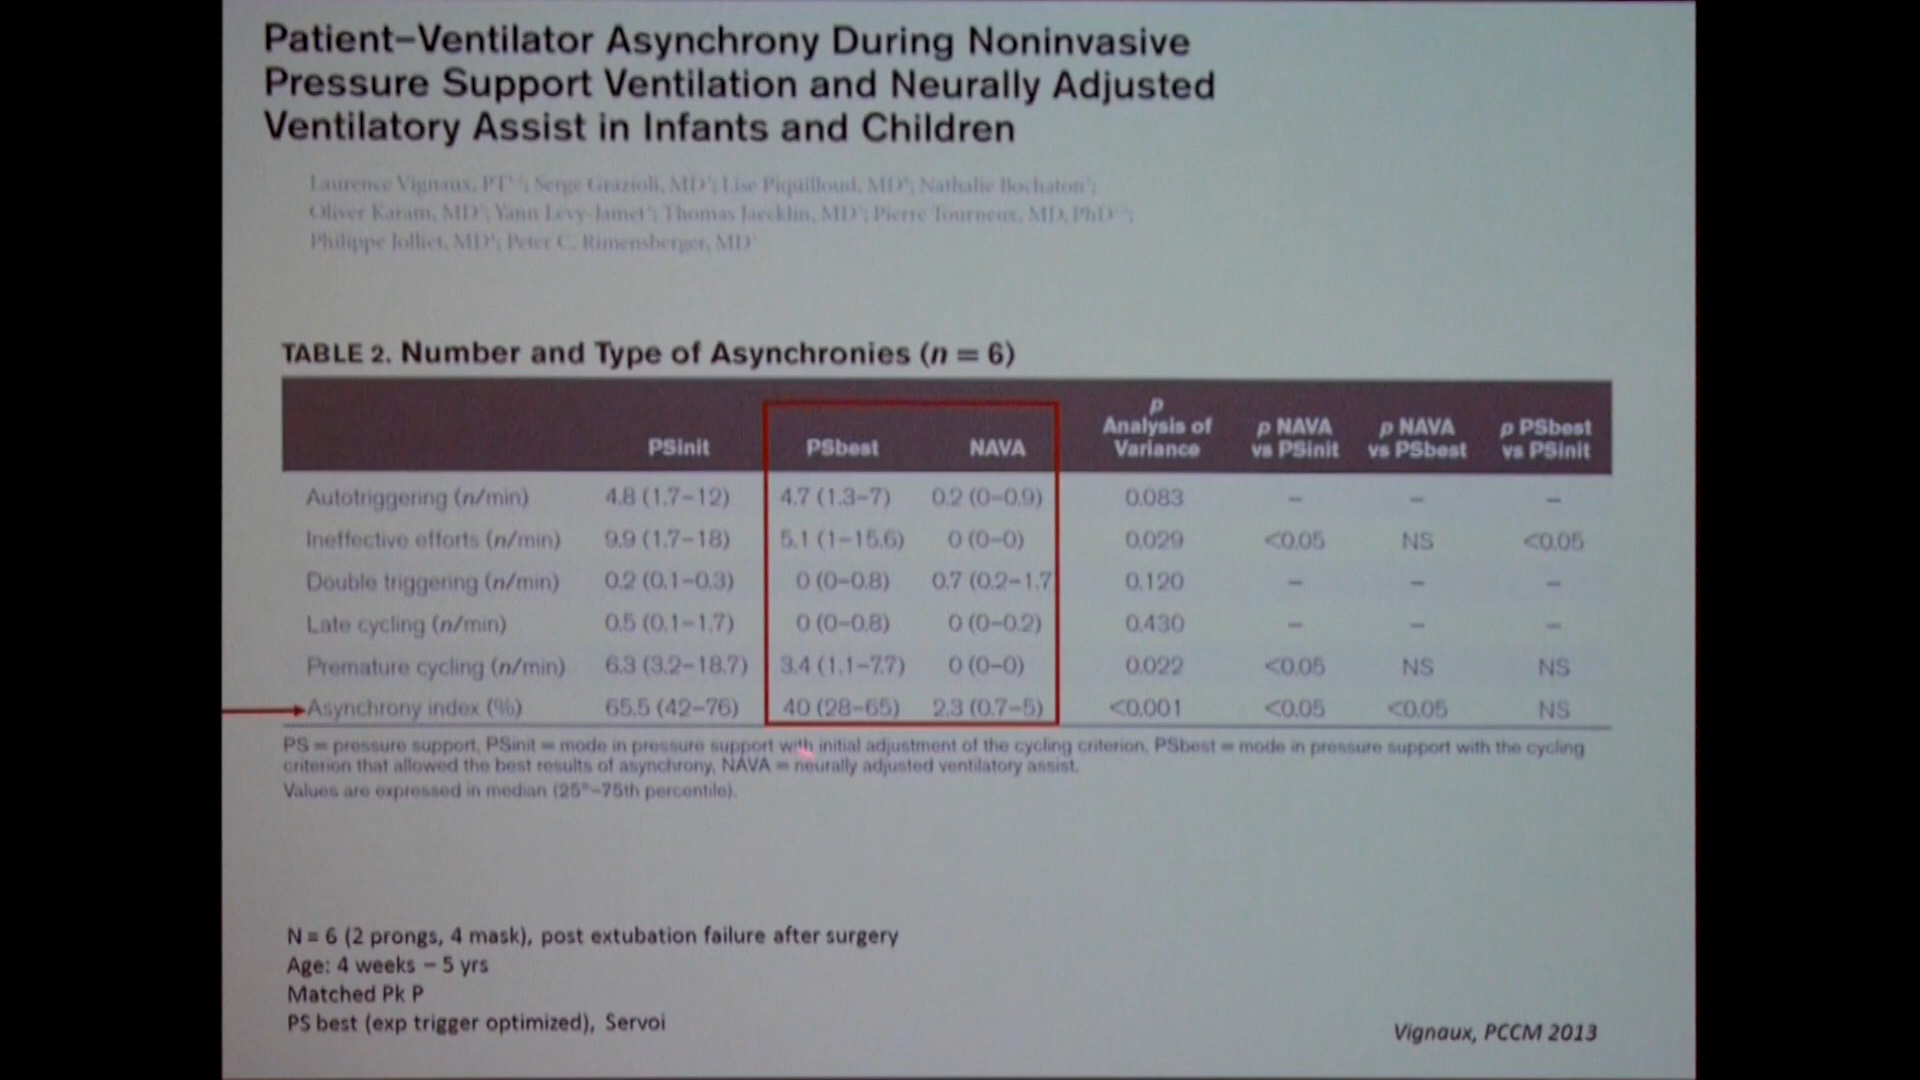 Patient–Ventilator Asynchrony During Noninvasive
Pressure Support Ventilation and Neurally Adjusted
Ventilatory Assist in Infants and Children
Laurence Vignaux, PT; Serge Grazioli, MD; Lise Piquilloud, MD; Nathalie Bochaton;
Oliver Karam, MD; Yann Levy-Jamet; Thomas Jaecklin, MD; Pierre Tourneux, MD, PhD;
Philippe Jolliet, MD; Peter C. Rimensberger, MD
TABLE 2. Number and Type of Asynchronies (n = 6)
PSinit PSbest NAVA p Analysis of Variance p NAVA vs PSinit p NAVA vs PSbest p PSbest vs PSinit
Autotriggering (n/min) 4.8 (1.7–12) 4.7 (1.3–7) 0.2 (0–0.9) 0.083 – – –
Ineffective efforts (n/min) 9.9 (1.7–18) 5.1 (1–15.6) 0 (0–0) 0.029 <0.05 NS <0.05
Double triggering (n/min) 0.2 (0.1–0.3) 0 (0–0.8) 0.7 (0.2–1.7 0.120 – – –
Late cycling (n/min) 0.5 (0.1–1.7) 0 (0–0.8) 0 (0–0.2) 0.430 – – –
Premature cycling (n/min) 6.3 (3.2–18.7) 3.4 (1.1–7.7) 0 (0–0) 0.022 <0.05 NS NS
Asynchrony index (%) 65.5 (42–76) 40 (28–65) 2.3 (0.7–5) <0.001 <0.05 <0.05 NS
PS = pressure support, PSinit = mode in pressure support with initial adjustment of the cycling criterion, PSbest = mode in pressure support with the cycling
criterion that allowed the best results of asynchrony, NAVA = neurally adjusted ventilatory assist.
Values are expressed in median (25th–75th percentile).
N = 6 (2 prongs, 4 mask), post extubation failure after surgery
Age: 4 weeks – 5 yrs
Matched Pk P
PS best (exp trigger optimized), Servoi
Vignaux, PCCM 2013